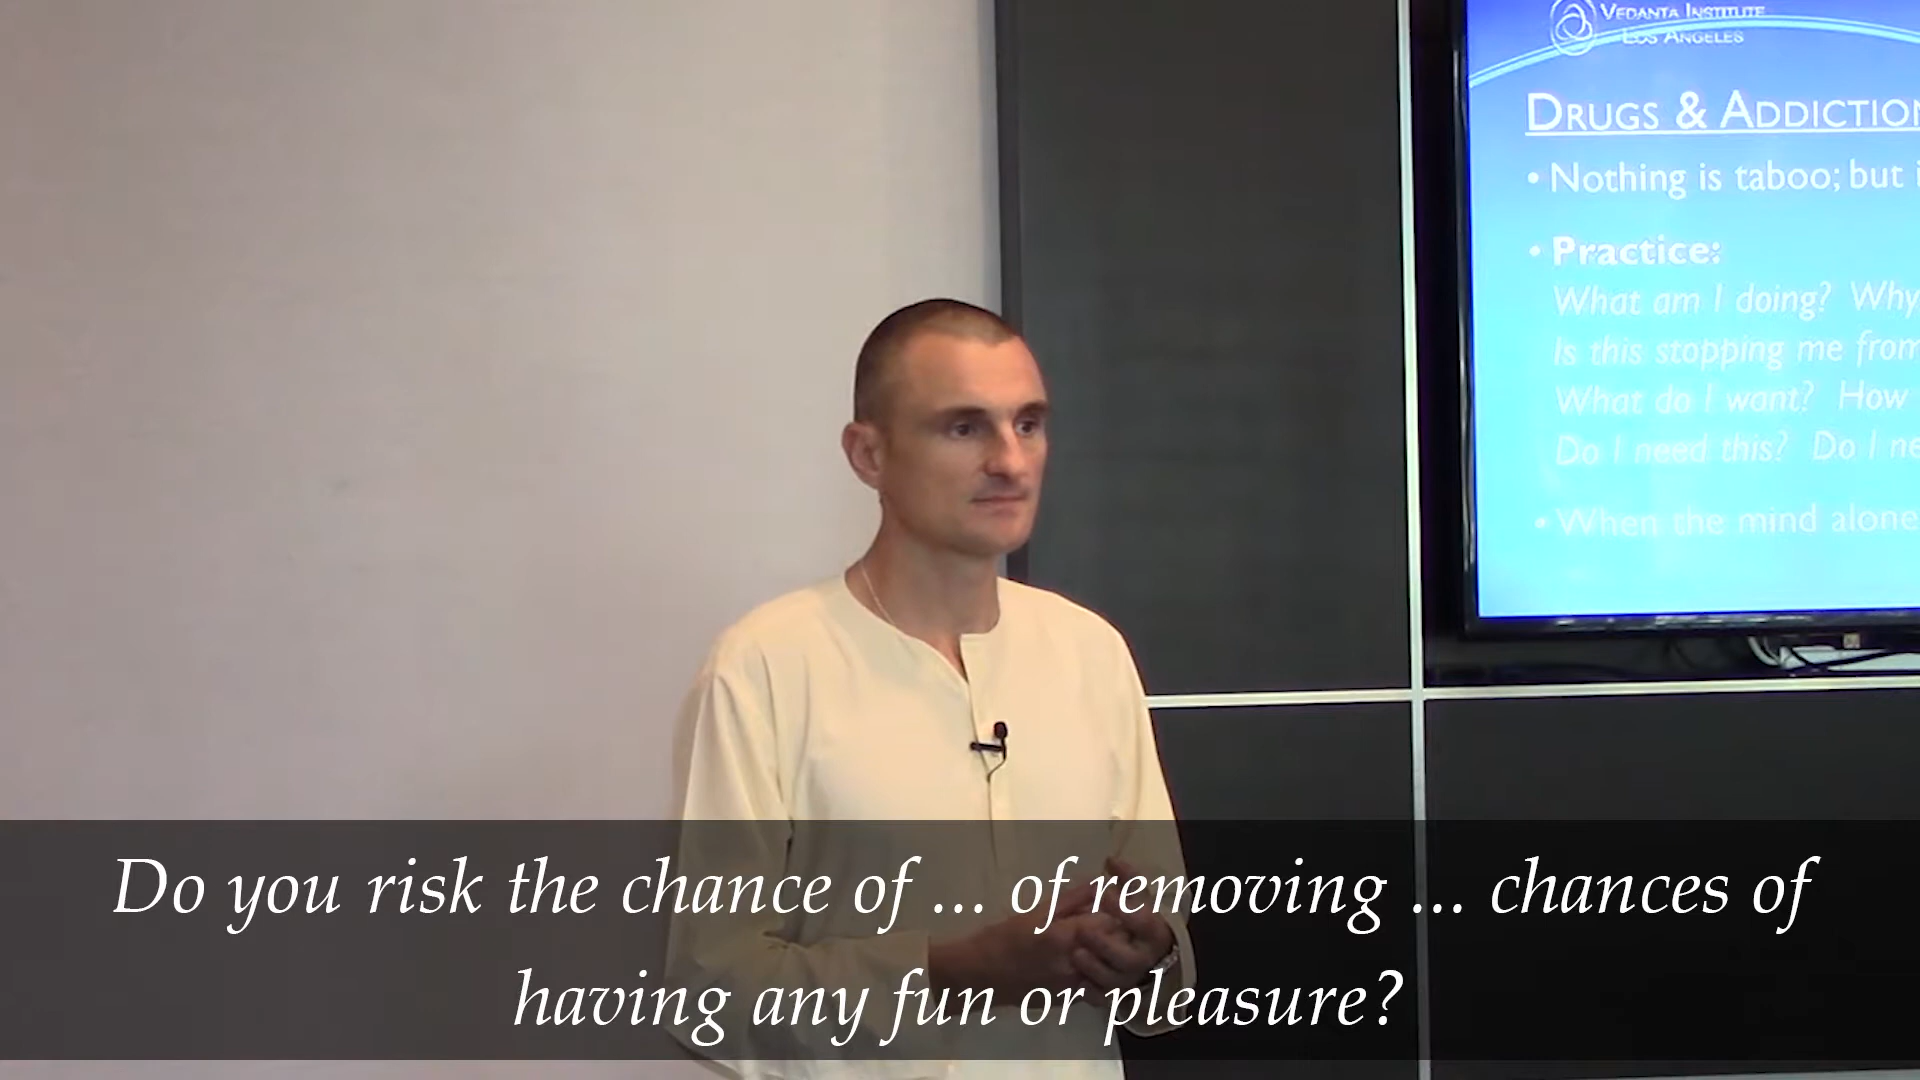 VEDANTA INSTITUTE
LOS ANGELES
DRUGS & ADDICTION
• Nothing is taboo; but
• Practice:
What am I doing? Why
Is this stopping me from
What do I want? How
Do I need this? Do I ne
• When the mind alone
Do you risk the chance of ... of removing ... chances of
having any fun or pleasure?